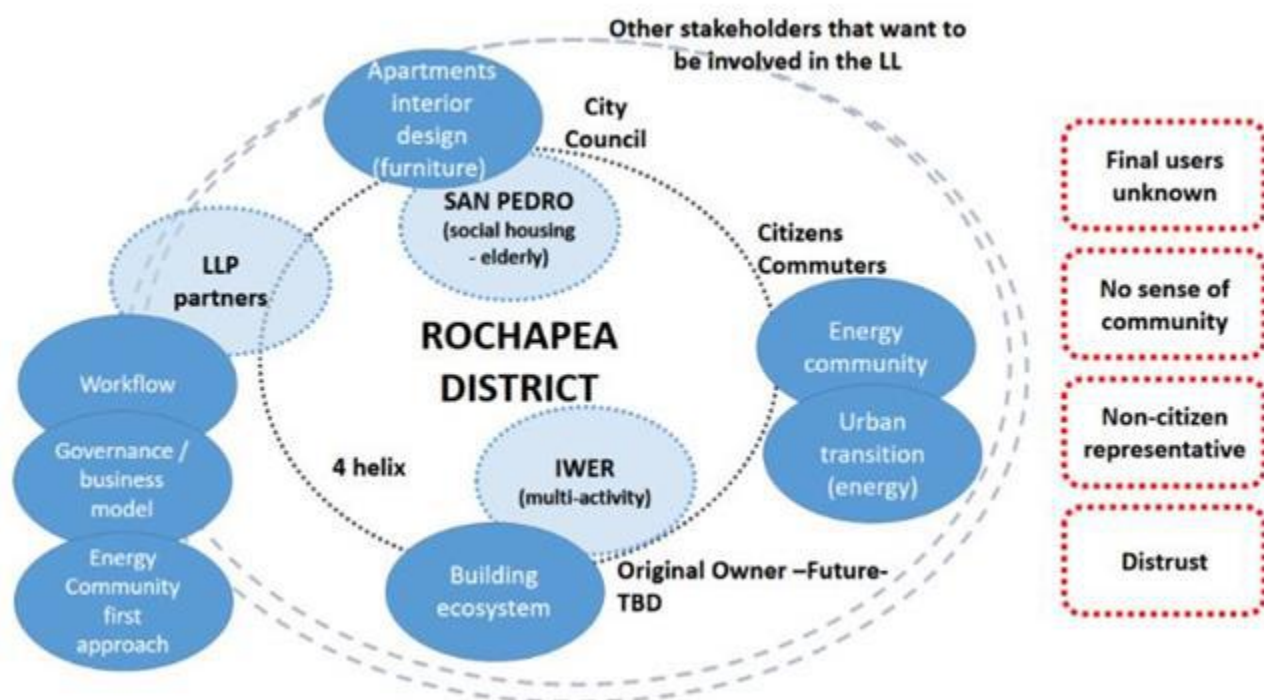 Other stakeholders that want to
be involved in the LL
Apartments
interior
design
(furniture)
City
Council
SAN PEDRO
(social housing
- elderly)
LLP
partners
Citizens
Commuters
ROCHAPEA
DISTRICT
Energy
community
Urban
transition
(energy)
Workflow
Governance /
business
model
Energy
Community
first
approach
4 helix
IWER
(multi-activity)
Building
ecosystem
Original Owner –Future-
TBD
Final users
unknown
No sense of
community
Non-citizen
representative
Distrust